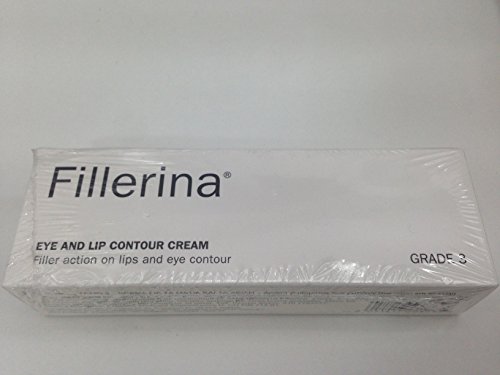 Fillerina®
EYE AND LIP CONTOUR CREAM
Filler action on lips and eye contour
GRADE 3